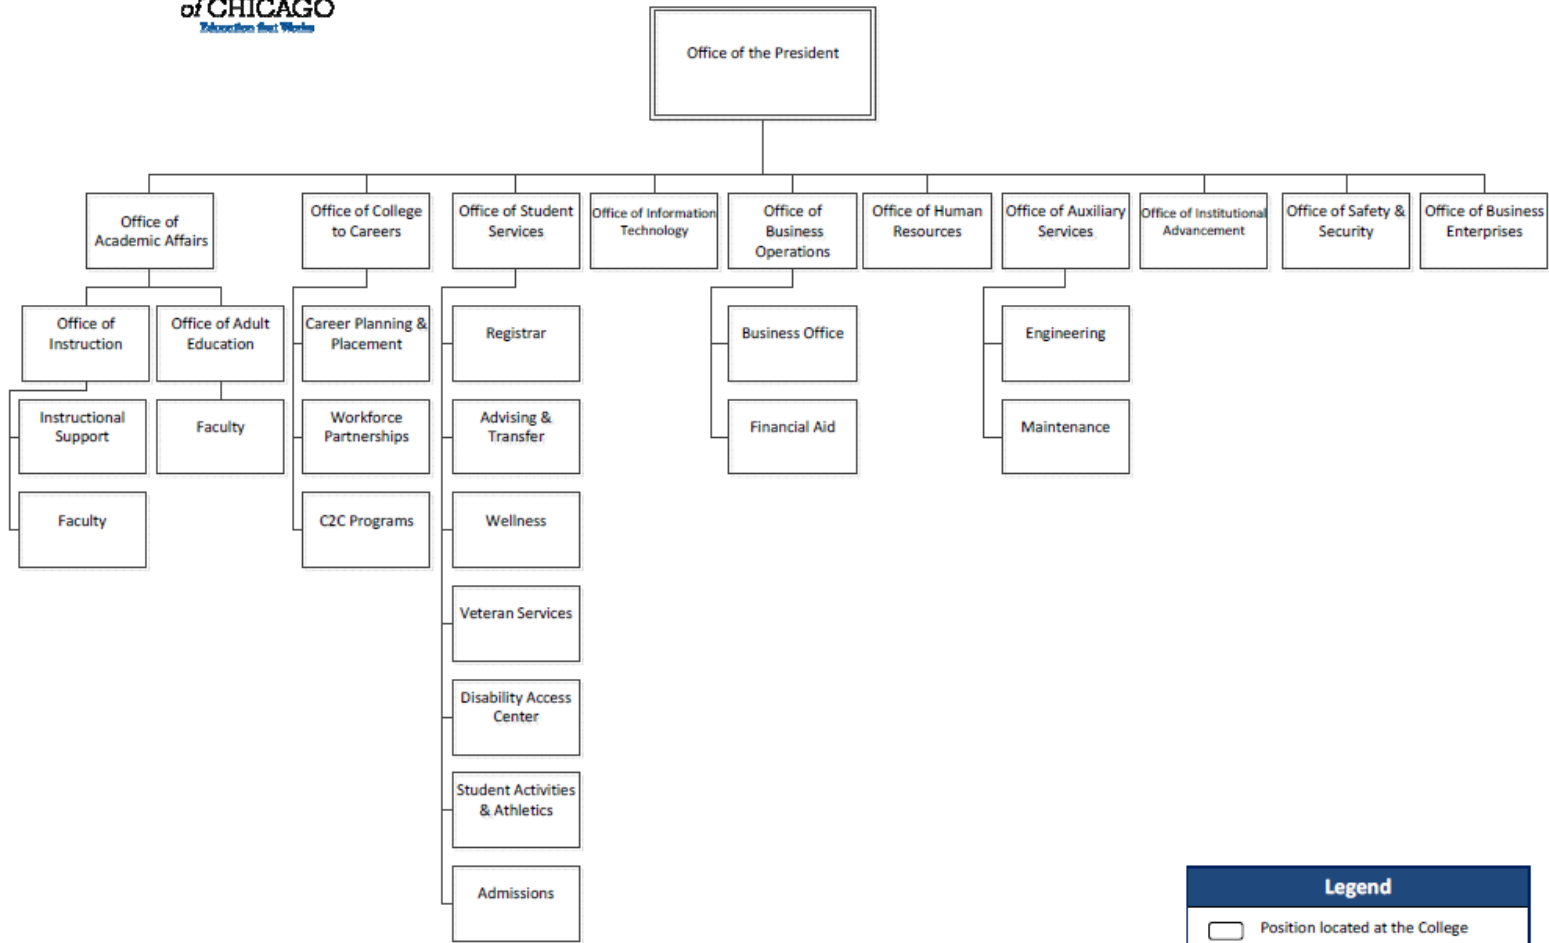 of CHICAGO
Education that Works
Office of the President
Office of
Academic Affairs
Office of College
to Careers
Office of Student
Services
Office of Information
Technology
Office of
Business
Operations
Office of Human
Resources
Office of Auxiliary
Services
Office of Institutional
Advancement
Office of Safety &
Security
Office of Business
Enterprises
Office of
Instruction
Office of Adult
Education
Career Planning &
Placement
Registrar
Business Office
Engineering
Instructional
Support
Faculty
Workforce
Partnerships
Advising &
Transfer
Financial Aid
Maintenance
Faculty
C2C Programs
Wellness
Veteran Services
Disability Access
Center
Student Activities
& Athletics
Admissions
Legend
Position located at the College